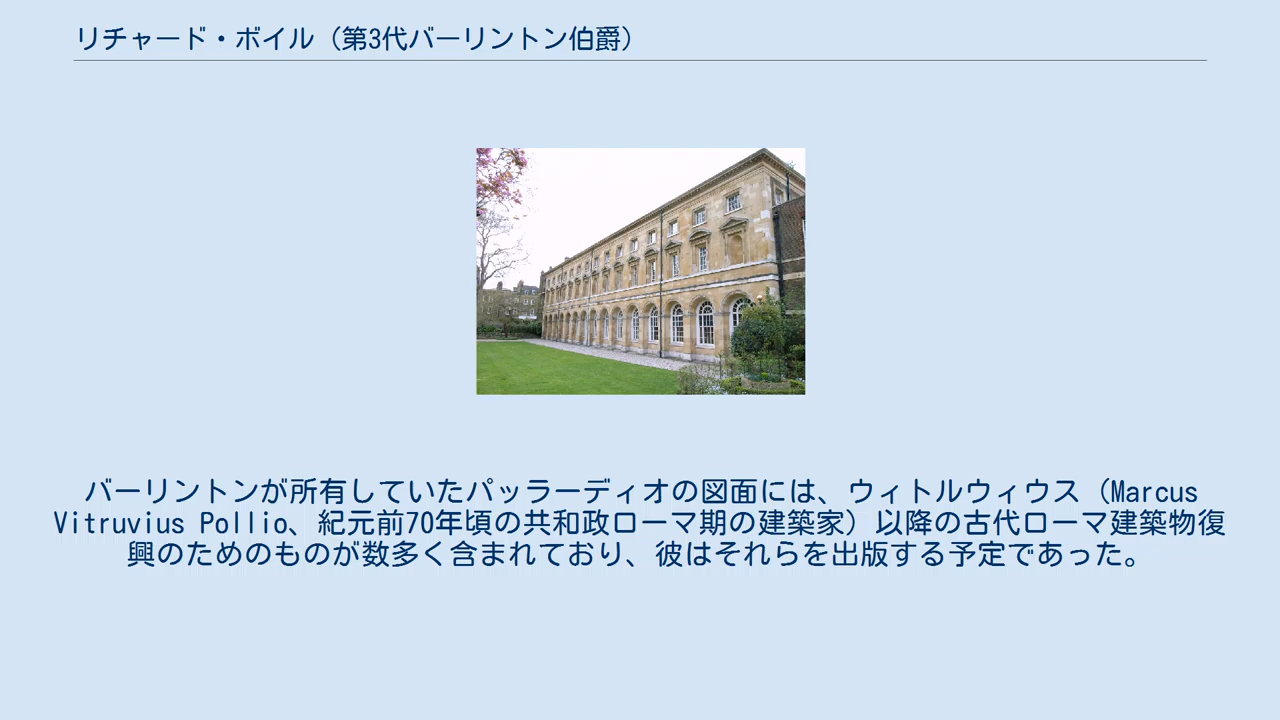 リチャード・ボイル（第3代バーリントン伯爵）
バーリントンが所有していたパッラーディオの図面には、ウィトルウィウス（Marcus
Vitruvius Pollio、紀元前70年頃の共和政ローマ期の建築家）以降の古代ローマ建築物復
興のためのものが数多く含まれており、彼はそれらを出版する予定であった。